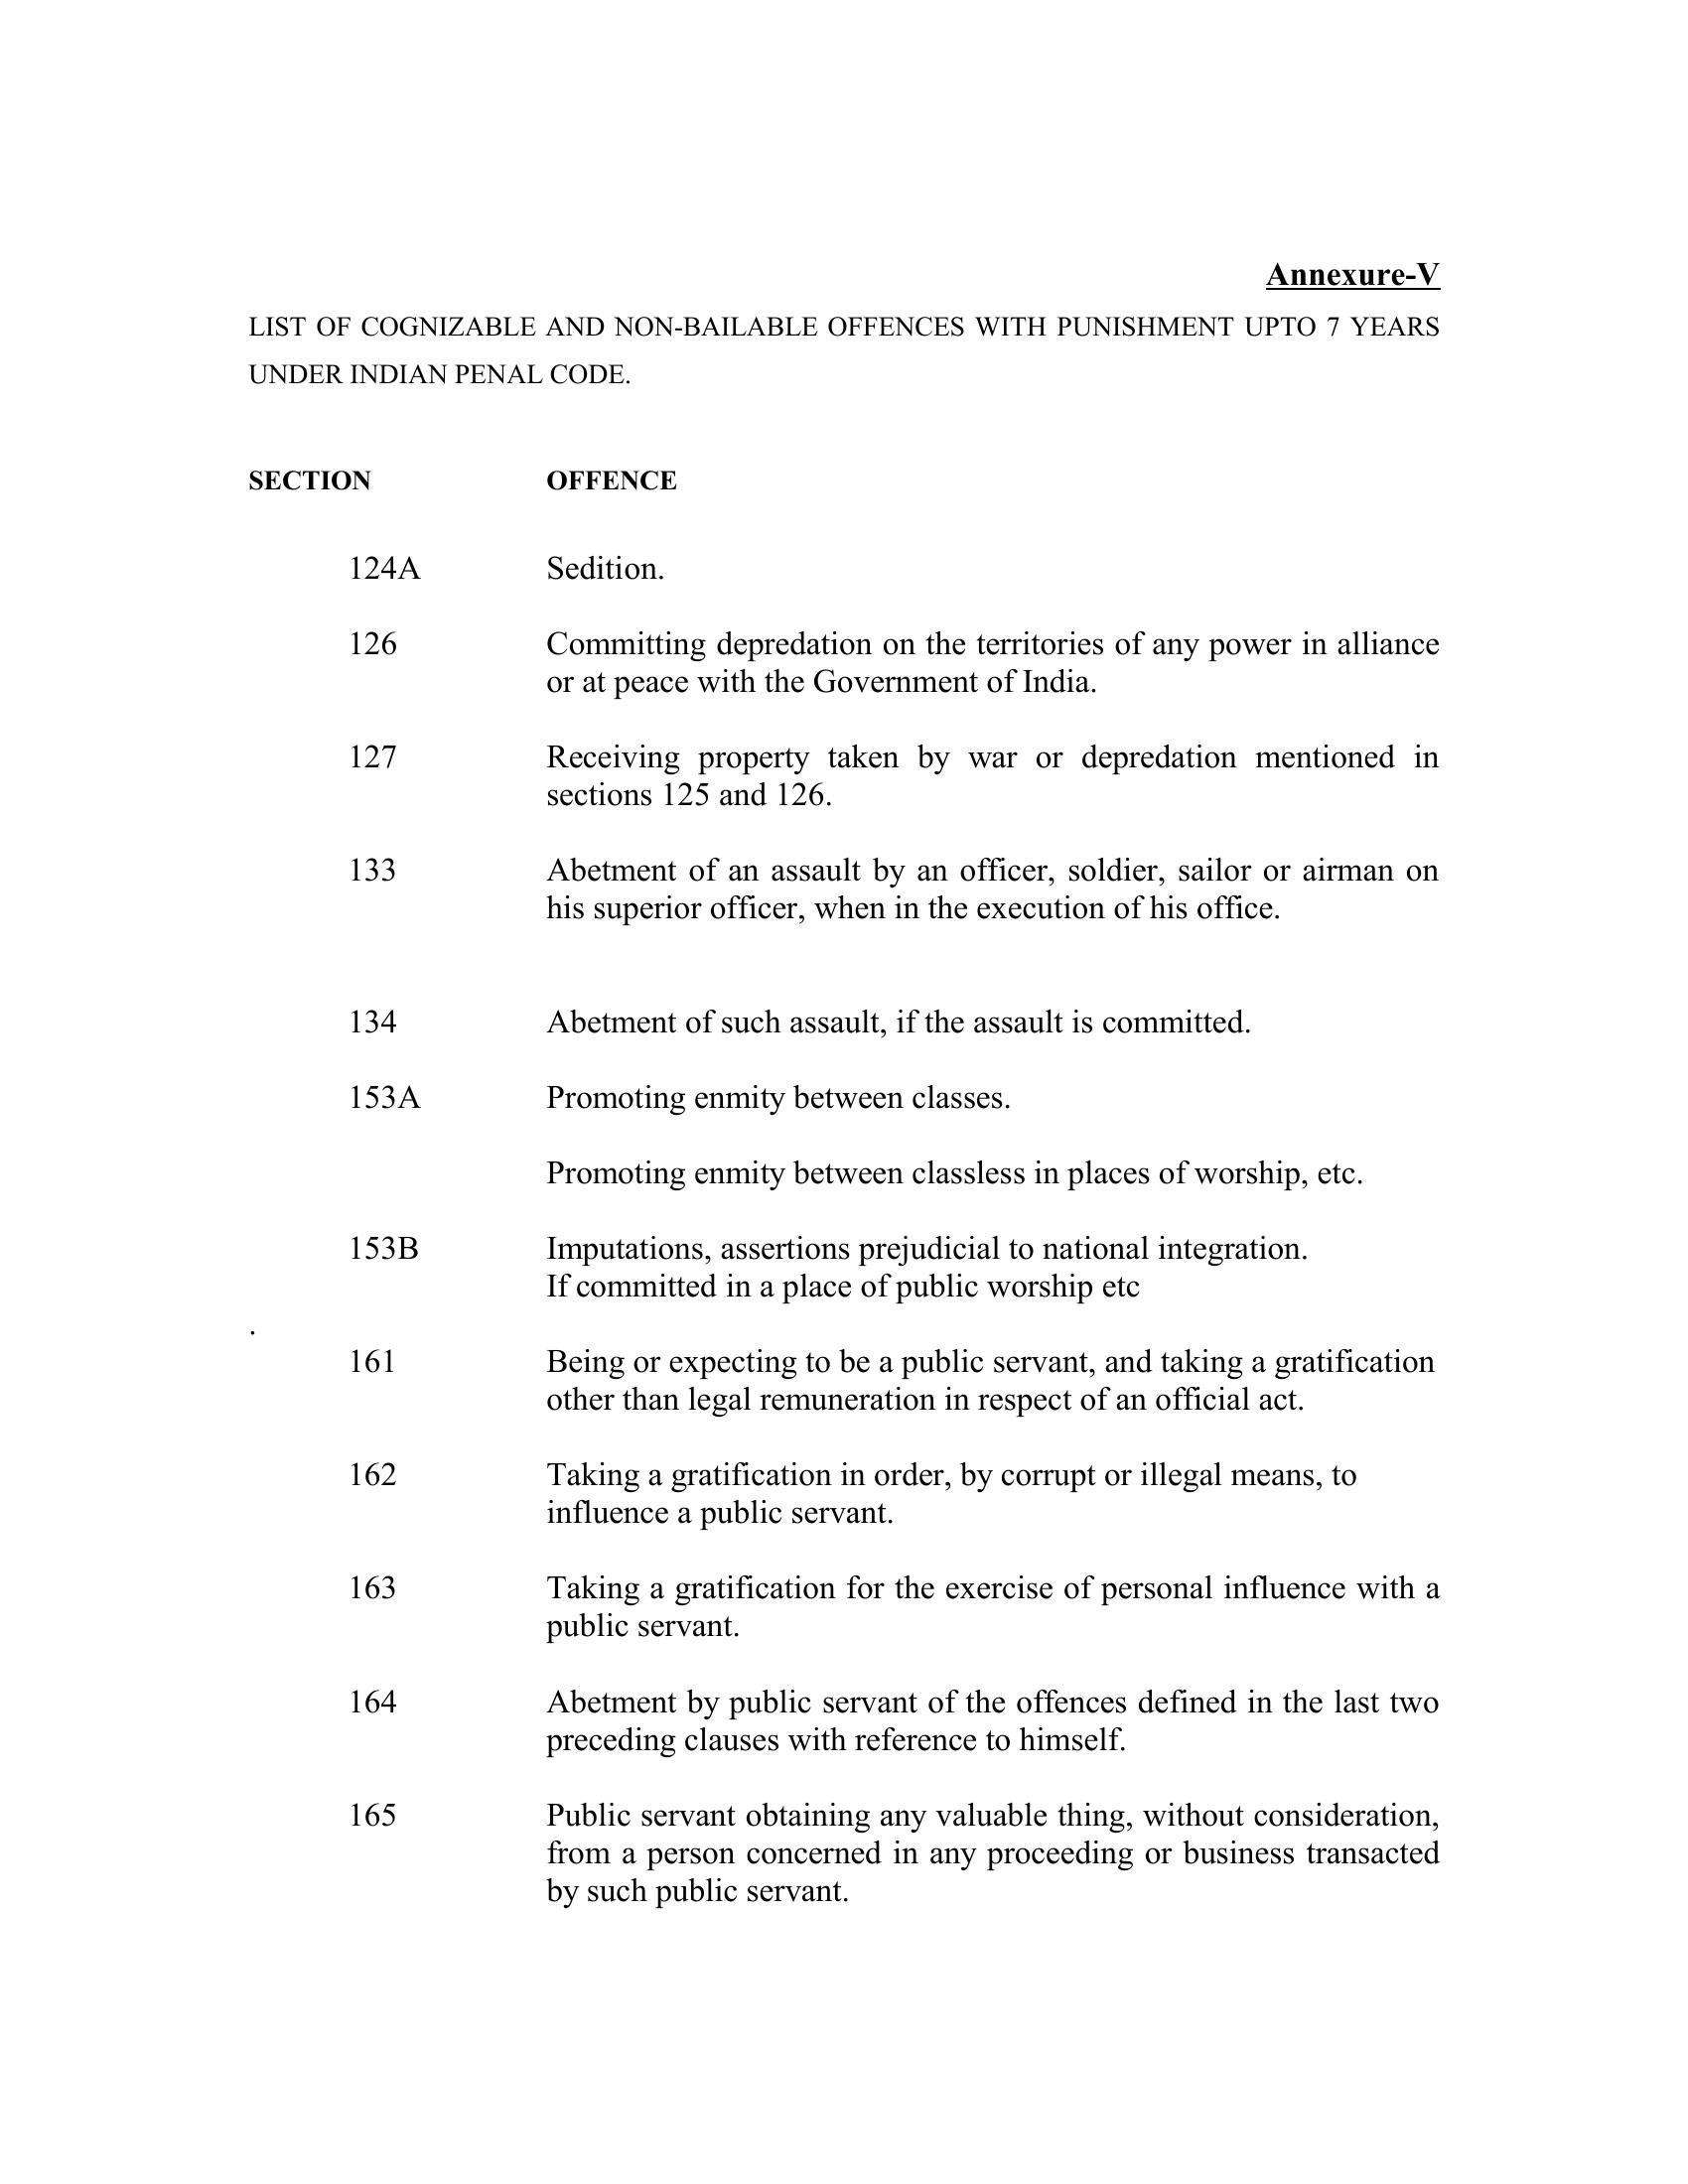 Annexure-V
LIST OF COGNIZABLE AND NON-BAILABLE OFFENCES WITH PUNISHMENT UPTO 7 YEARS
UNDER INDIAN PENAL CODE.
SECTION OFFENCE
124A Sedition.
126 Committing depredation on the territories of any power in alliance
or at peace with the Government of India.
127 Receiving property taken by war or depredation mentioned in
sections 125 and 126.
133 Abetment of an assault by an officer, soldier, sailor or airman on
his superior officer, when in the execution of his office.
134 Abetment of such assault, if the assault is committed.
153A Promoting enmity between classes.
Promoting enmity between classless in places of worship, etc.
153B Imputations, assertions prejudicial to national integration.
If committed in a place of public worship etc
.
161 Being or expecting to be a public servant, and taking a gratification
other than legal remuneration in respect of an official act.
162 Taking a gratification in order, by corrupt or illegal means, to
influence a public servant.
163 Taking a gratification for the exercise of personal influence with a
public servant.
164 Abetment by public servant of the offences defined in the last two
preceding clauses with reference to himself.
165 Public servant obtaining any valuable thing, without consideration,
from a person concerned in any proceeding or business transacted
by such public servant.